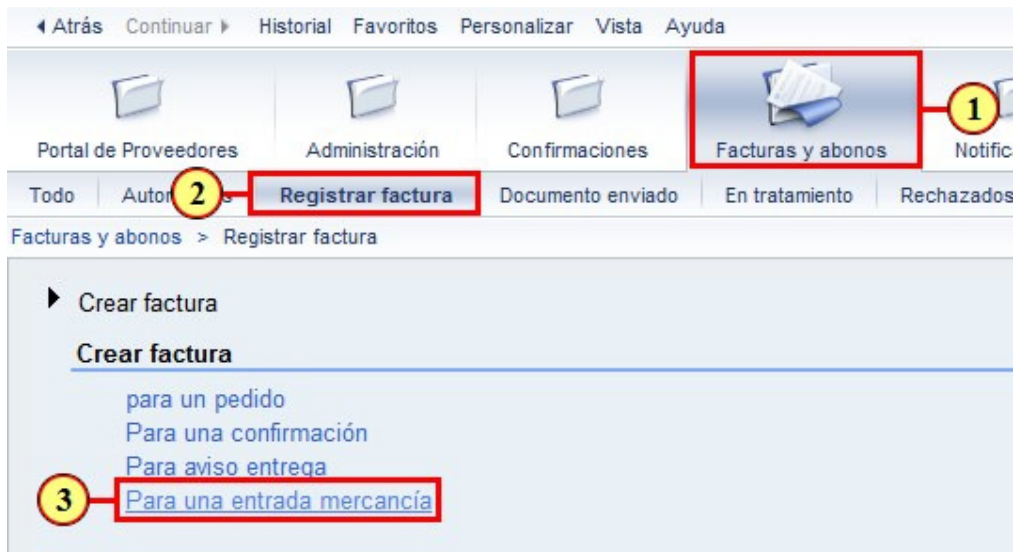 Atrás Continuar Historial Favoritos Personalizar Vista Ayuda
1
Portal de Proveedores Administración Confirmaciones Facturas y abonos
Todo 2 Registrar factura Documento enviado En tratamiento Rechazados
Facturas y abonos > Registrar factura
Crear factura
Crear factura
para un pedido
Para una confirmación
Para aviso entrega
3 Para una entrada mercancía